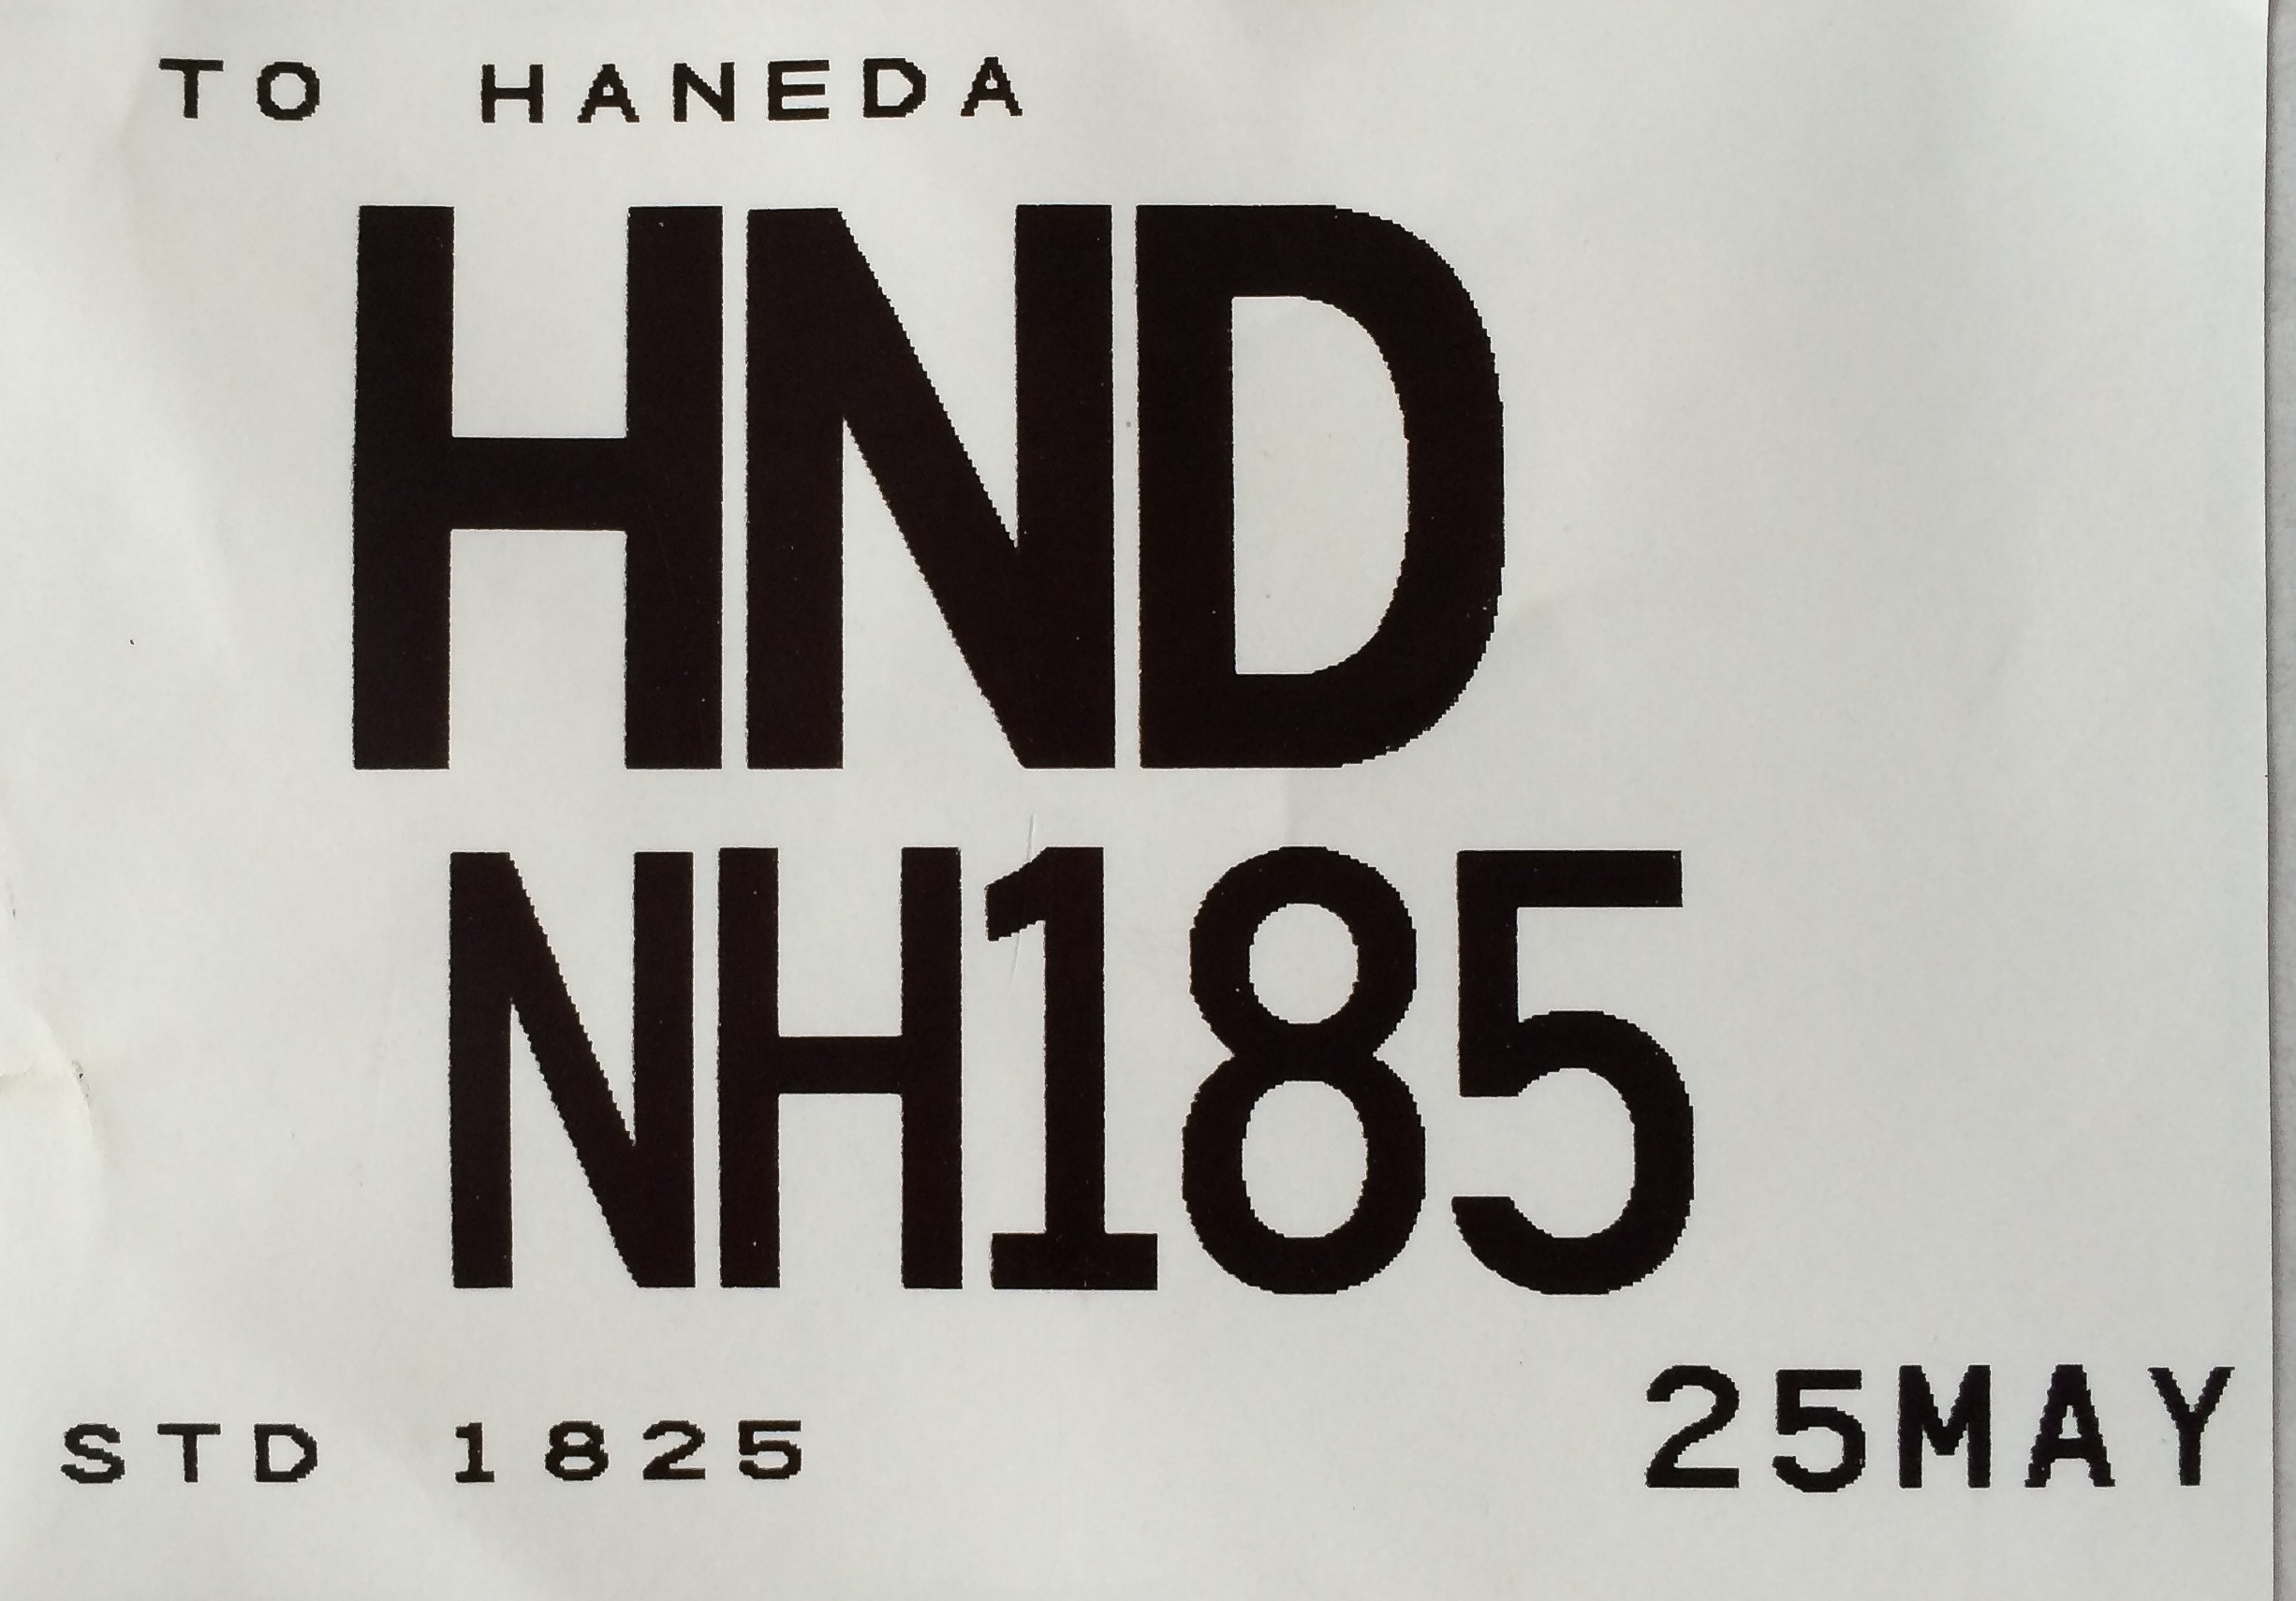 TO HANEDA
HND
NH185
STD 1825
25MAY